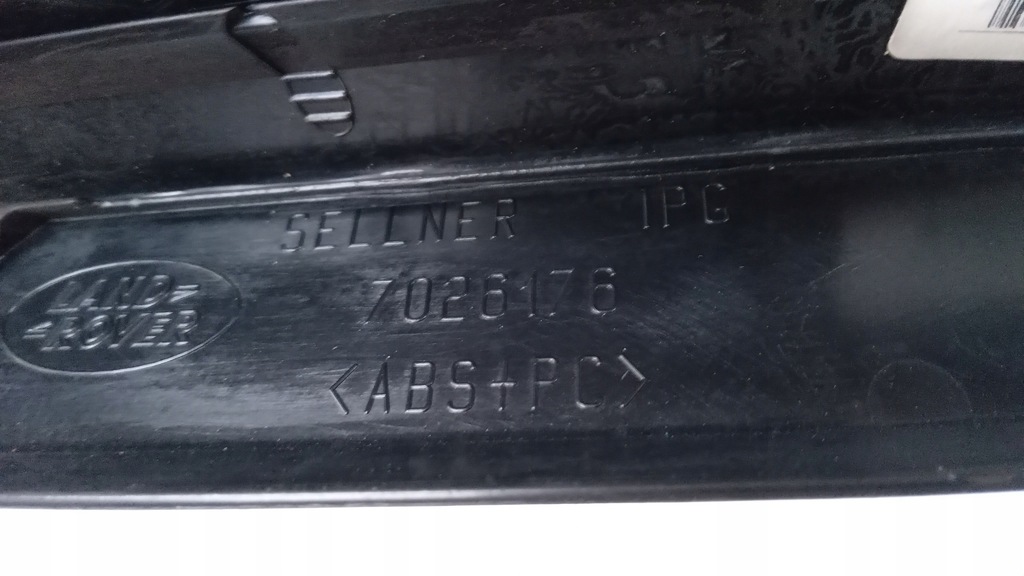 SELLNER IPG
LAND
ROVER
7026176
<ABS+PC>